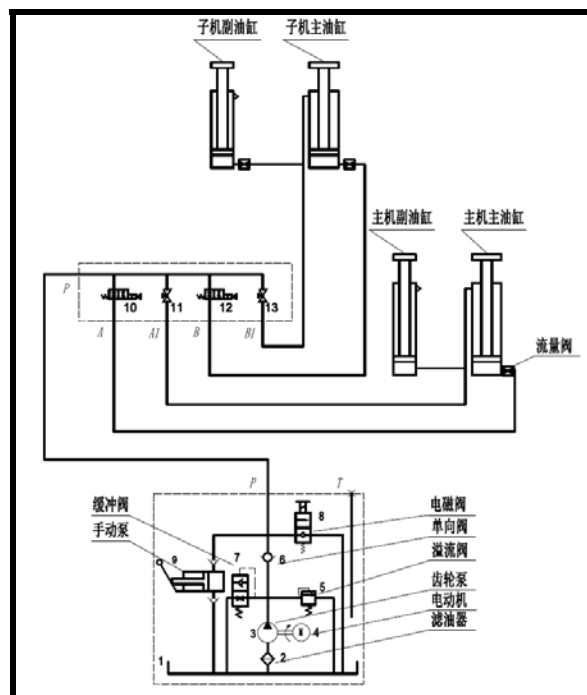 子机副油缸 子机主油缸
主机副油缸 主机主油缸
P
10 11 12 13
A A1 B B1
流量阀
P T
缓冲阀
手动泵
电磁阀
单向阀
溢流阀
齿轮泵
电动机
滤油器
8
9 7 6
5
3 4
M
1 2